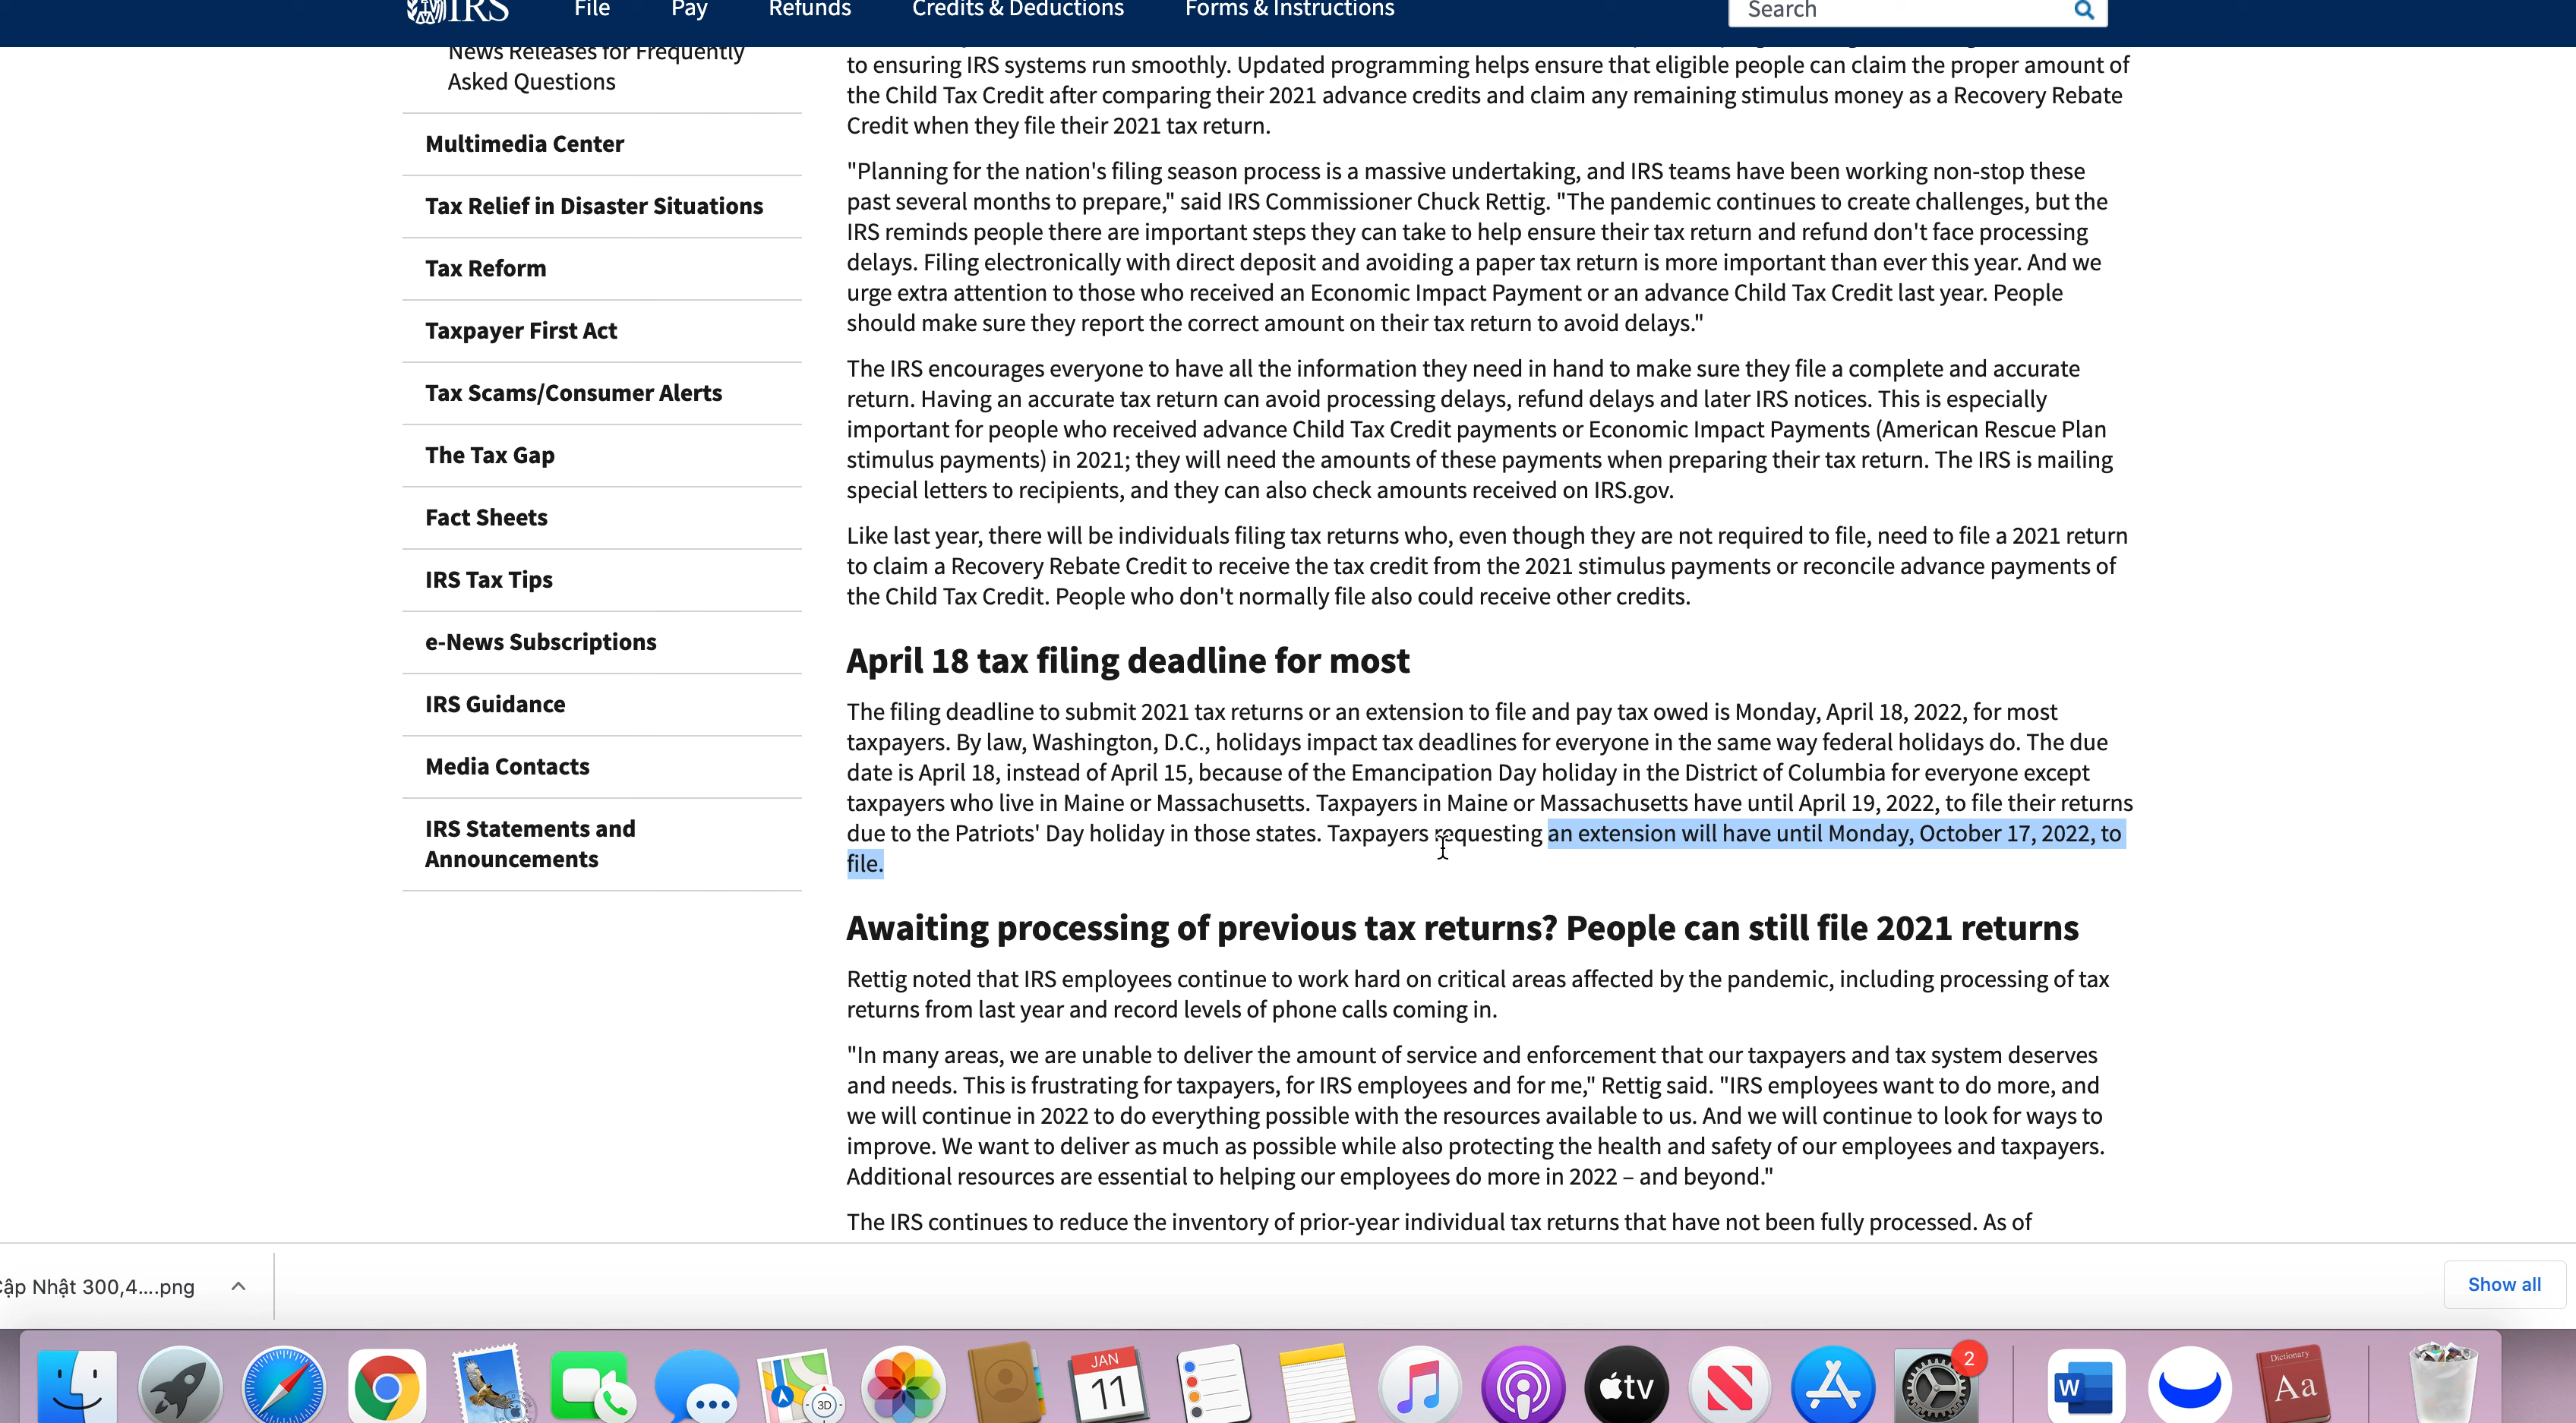 IRS
File
Pay
Refunds
Credits & Deductions
Forms & Instructions
Search
News Releases for Frequently
Asked Questions
Multimedia Center
Tax Relief in Disaster Situations
Tax Reform
Taxpayer First Act
Tax Scams/Consumer Alerts
The Tax Gap
Fact Sheets
IRS Tax Tips
e-News Subscriptions
IRS Guidance
Media Contacts
IRS Statements and
Announcements
to ensuring IRS systems run smoothly. Updated programming helps ensure that eligible people can claim the proper amount of
the Child Tax Credit after comparing their 2021 advance credits and claim any remaining stimulus money as a Recovery Rebate
Credit when they file their 2021 tax return.
"Planning for the nation's filing season process is a massive undertaking, and IRS teams have been working non-stop these
past several months to prepare," said IRS Commissioner Chuck Rettig. "The pandemic continues to create challenges, but the
IRS reminds people there are important steps they can take to help ensure their tax return and refund don't face processing
delays. Filing electronically with direct deposit and avoiding a paper tax return is more important than ever this year. And we
urge extra attention to those who received an Economic Impact Payment or an advance Child Tax Credit last year. People
should make sure they report the correct amount on their tax return to avoid delays."
The IRS encourages everyone to have all the information they need in hand to make sure they file a complete and accurate
return. Having an accurate tax return can avoid processing delays, refund delays and later IRS notices. This is especially
important for people who received advance Child Tax Credit payments or Economic Impact Payments (American Rescue Plan
stimulus payments) in 2021; they will need the amounts of these payments when preparing their tax return. The IRS is mailing
special letters to recipients, and they can also check amounts received on IRS.gov.
Like last year, there will be individuals filing tax returns who, even though they are not required to file, need to file a 2021 return
to claim a Recovery Rebate Credit to receive the tax credit from the 2021 stimulus payments or reconcile advance payments of
the Child Tax Credit. People who don't normally file also could receive other credits.
April 18 tax filing deadline for most
The filing deadline to submit 2021 tax returns or an extension to file and pay tax owed is Monday, April 18, 2022, for most
taxpayers. By law, Washington, D.C., holidays impact tax deadlines for everyone in the same way federal holidays do. The due
date is April 18, instead of April 15, because of the Emancipation Day holiday in the District of Columbia for everyone except
taxpayers who live in Maine or Massachusetts. Taxpayers in Maine or Massachusetts have until April 19, 2022, to file their returns
due to the Patriots' Day holiday in those states. Taxpayers requesting an extension will have until Monday, October 17, 2022, to
file.
Awaiting processing of previous tax returns? People can still file 2021 returns
Rettig noted that IRS employees continue to work hard on critical areas affected by the pandemic, including processing of tax
returns from last year and record levels of phone calls coming in.
"In many areas, we are unable to deliver the amount of service and enforcement that our taxpayers and tax system deserves
and needs. This is frustrating for taxpayers, for IRS employees and for me," Rettig said. "IRS employees want to do more, and
we will continue in 2022 to do everything possible with the resources available to us. And we will continue to look for ways to
improve. We want to deliver as much as possible while also protecting the health and safety of our employees and taxpayers.
Additional resources are essential to helping our employees do more in 2022 – and beyond."
The IRS continues to reduce the inventory of prior-year individual tax returns that have not been fully processed. As of
Cập Nhật 300,4....png
Show all
3D
JAN
11
tv
2
W
Dictionary
Aa